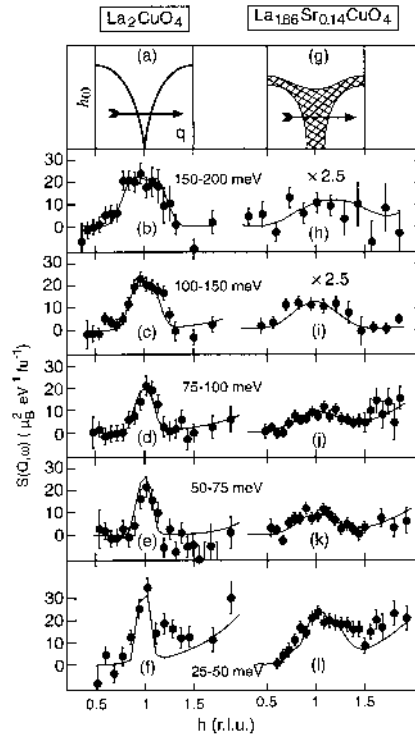 La2CuO4
La1.86Sr0.14CuO4
(a)
(g)
ħω
q
150-200 meV
× 2.5
(b)
(h)
100-150 meV
× 2.5
(c)
(i)
75-100 meV
(d)
(j)
50-75 meV
(e)
(k)
(f)
25-50 meV
(l)
S(Q,ω) ( μB² eV⁻¹ fu⁻¹)
30
20
10
0
30
20
10
0
30
20
10
0
30
20
10
0
30
20
10
0
0.5
1
1.5
0.5
1
1.5
h (r.l.u.)
h (r.l.u.)